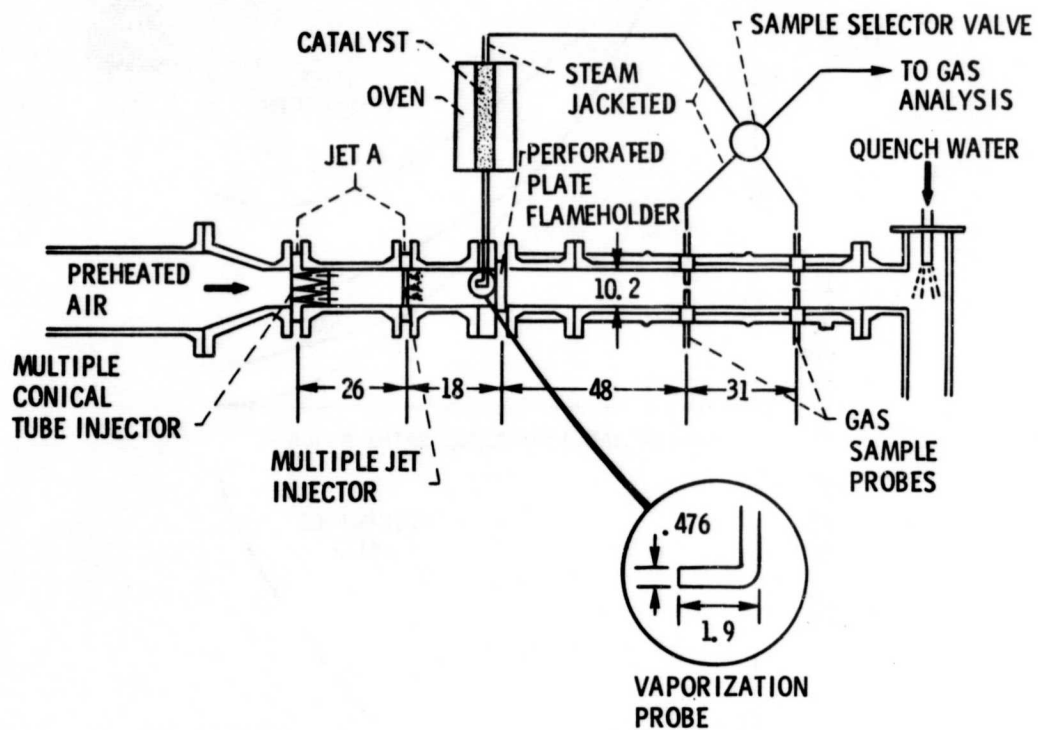 CATALYST
OVEN
STEAM
JACKETED
SAMPLE SELECTOR VALVE
TO GAS
ANALYSIS
QUENCH WATER
JET A
PERFORATED
PLATE
FLAMEHOLDER
PREHEATED
AIR
10.2
MULTIPLE
CONICAL
TUBE INJECTOR
26
18
48
31
MULTIPLE JET
INJECTOR
GAS
SAMPLE
PROBES
.476
1.9
VAPORIZATION
PROBE